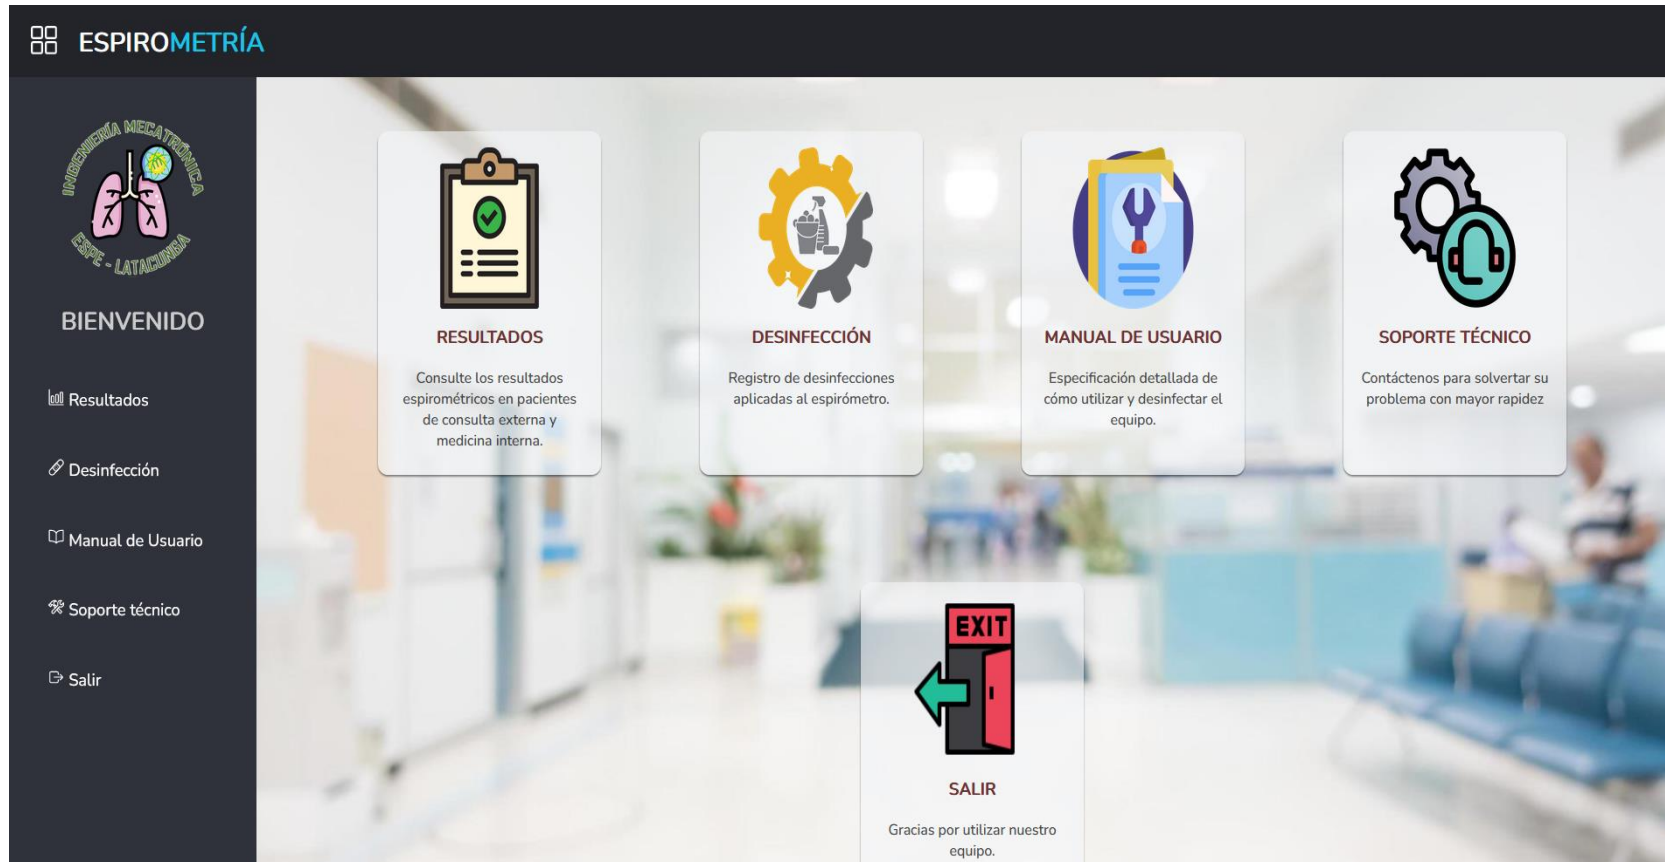 ESPIROMETRÍA
INGENIERÍA MECATRÓNICA
ESPE - LATACUNGA
BIENVENIDO
Resultados
Desinfección
Manual de Usuario
Soporte técnico
Salir
RESULTADOS
Consulte los resultados
espirométricos en pacientes
de consulta externa y
medicina interna.
DESINFECCIÓN
Registro de desinfecciones
aplicadas al espirómetro.
MANUAL DE USUARIO
Especificación detallada de
cómo utilizar y desinfectar el
equipo.
SOPORTE TÉCNICO
Contáctenos para solvertar su
problema con mayor rapidez
EXIT
SALIR
Gracias por utilizar nuestro
equipo.